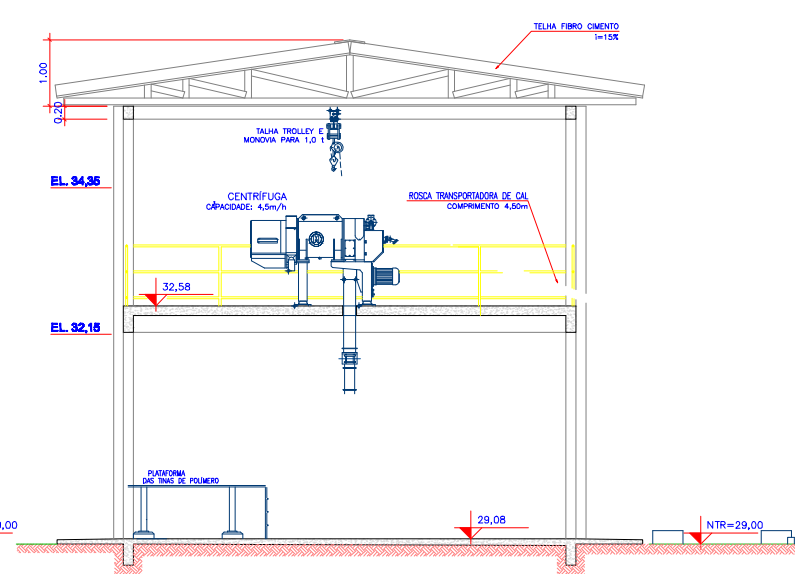 TELHA FIBRO CIMENTO
i=15%
1.00
0.20
TALHA TROLLEY E
MONOVIA PARA 1,0 t
EL. 34,35
CENTRÍFUGA
CAPACIDADE: 4,5m/h
ROSCA TRANSPORTADORA DE CAL
COMPRIMENTO 4,50m
32,58
EL. 32,15
PLATAFORMA
DAS TINAS DE POLÍMERO
29,08
NTR=29,00